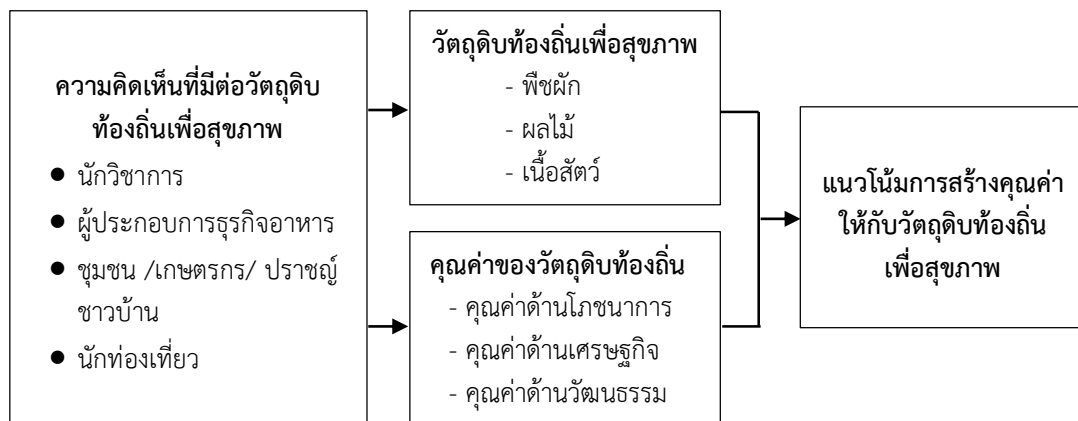 ความคิดเห็นที่มีต่อวัตถุดิบ
ท้องถิ่นเพื่อสุขภาพ
● นักวิชาการ
● ผู้ประกอบการธุรกิจอาหาร
● ชุมชน /เกษตรกร/ ปราชญ์
ชาวบ้าน
● นักท่องเที่ยว
วัตถุดิบท้องถิ่นเพื่อสุขภาพ
- พืชผัก
- ผลไม้
- เนื้อสัตว์
คุณค่าของวัตถุดิบท้องถิ่น
- คุณค่าด้านโภชนาการ
- คุณค่าด้านเศรษฐกิจ
- คุณค่าด้านวัฒนธรรม
แนวโน้มการสร้างคุณค่า
ให้กับวัตถุดิบท้องถิ่น
เพื่อสุขภาพ